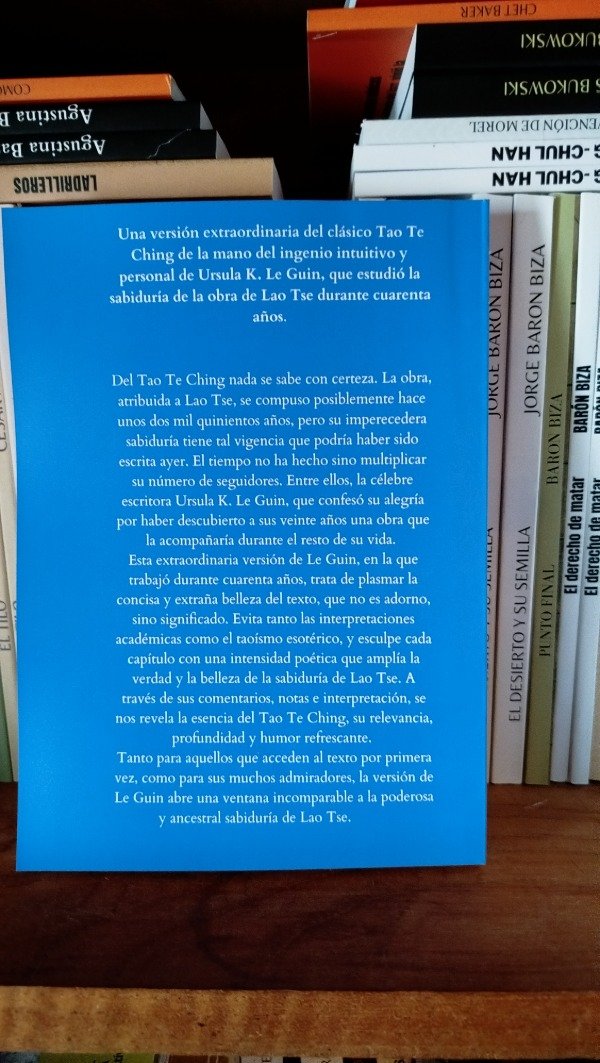 CHET BAKER
BUKOWSKI
BUKOWSKI
VENCIÓN DE MOREL
G-CHUL HAN
-CHUL HAN
COMO
Agustina Ba
Agustina Baz
LADRILLEROS
Una versión extraordinaria del clásico Tao Te
Ching de la mano del ingenio intuitivo y
personal de Ursula K. Le Guin, que estudió la
sabiduría de la obra de Lao Tse durante cuarenta
años.
Del Tao Te Ching nada se sabe con certeza. La obra,
atribuida a Lao Tse, se compuso posiblemente hace
unos dos mil quinientos años, pero su imperecedera
sabiduría tiene tal vigencia que podría haber sido
escrita ayer. El tiempo no ha hecho sino multiplicar
su número de seguidores. Entre ellos, la célebre
escritora Ursula K. Le Guin, que confesó su alegría
por haber descubierto a sus veinte años una obra que
la acompañaría durante el resto de su vida.
Esta extraordinaria versión de Le Guin, en la que
trabajó durante cuarenta años, trata de plasmar la
concisa y extraña belleza del texto, que no es adorno,
sino significado. Evita tanto las interpretaciones
académicas como el taoísmo esotérico, y esculpe cada
capítulo con una intensidad poética que amplía la
verdad y la belleza de la sabiduría de Lao Tse. A
través de sus comentarios, notas e interpretación, se
nos revela la esencia del Tao Te Ching, su relevancia,
profundidad y humor refrescante.
Tanto para aquellos que acceden al texto por primera
vez, como para sus muchos admiradores, la versión de
Le Guin abre una ventana incomparable a la poderosa
y ancestral sabiduría de Lao Tse.
JORGE BARON BIZA
SEMILLA
JORGE BARON BIZA
EL DESIERTO Y SU SEMILLA
BARON BIZA
PUNTO FINAL
BARÓN BIZA
El derecho de matar
BARÓN BIZA
El derecho de matar